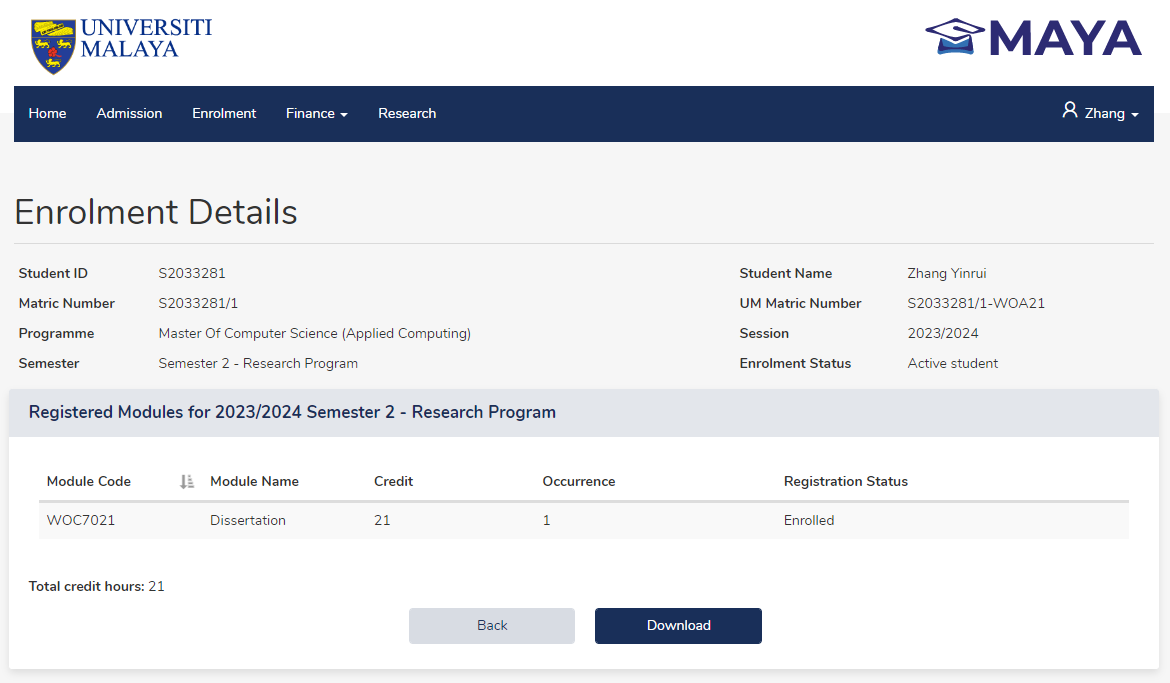 UNIVERSITI
MALAYA
MAYA
Home Admission Enrolment Finance Research Zhang
Enrolment Details
Student ID S2033281 Student Name Zhang Yinrui
Matric Number S2033281/1 UM Matric Number S2033281/1-WOA21
Programme Master Of Computer Science (Applied Computing) Session 2023/2024
Semester Semester 2 - Research Program Enrolment Status Active student
Registered Modules for 2023/2024 Semester 2 - Research Program
Module Code Module Name Credit Occurrence Registration Status
WOC7021 Dissertation 21 1 Enrolled
Total credit hours: 21
Back Download